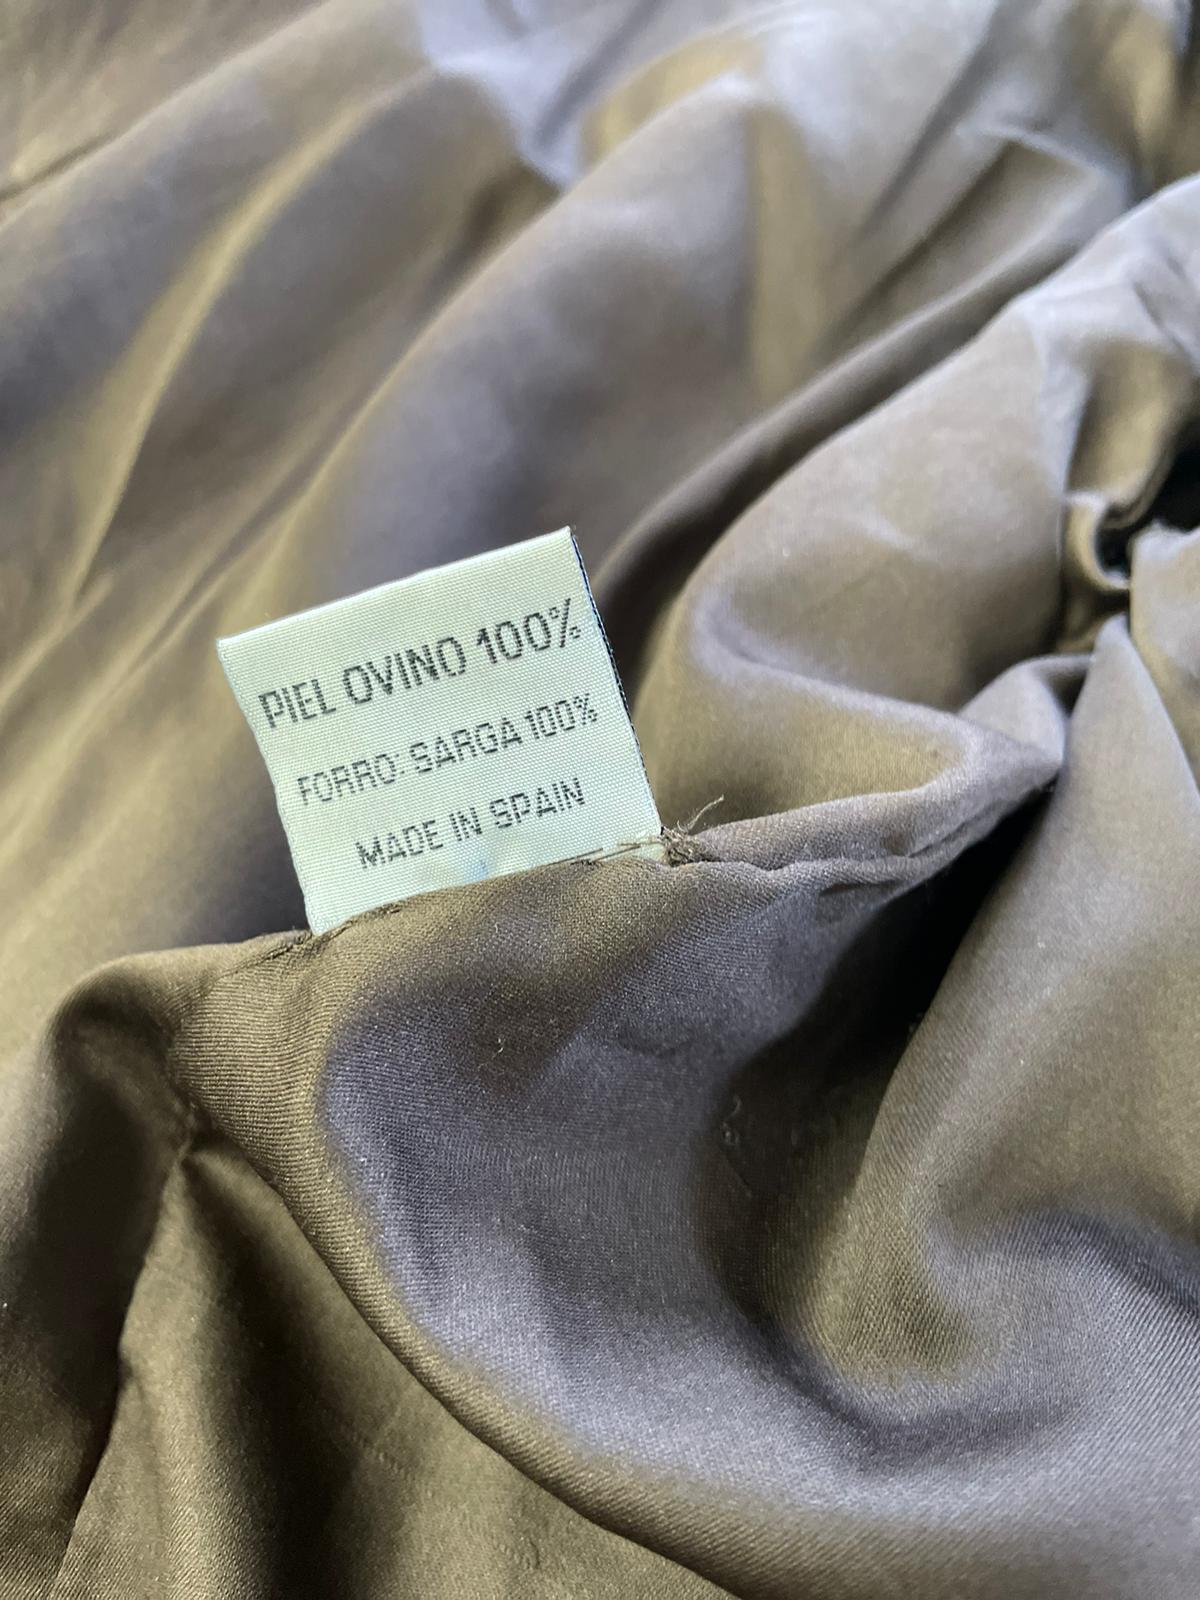 PIEL OVINO 100%
FORRO: SARGA 100%
MADE IN SPAIN